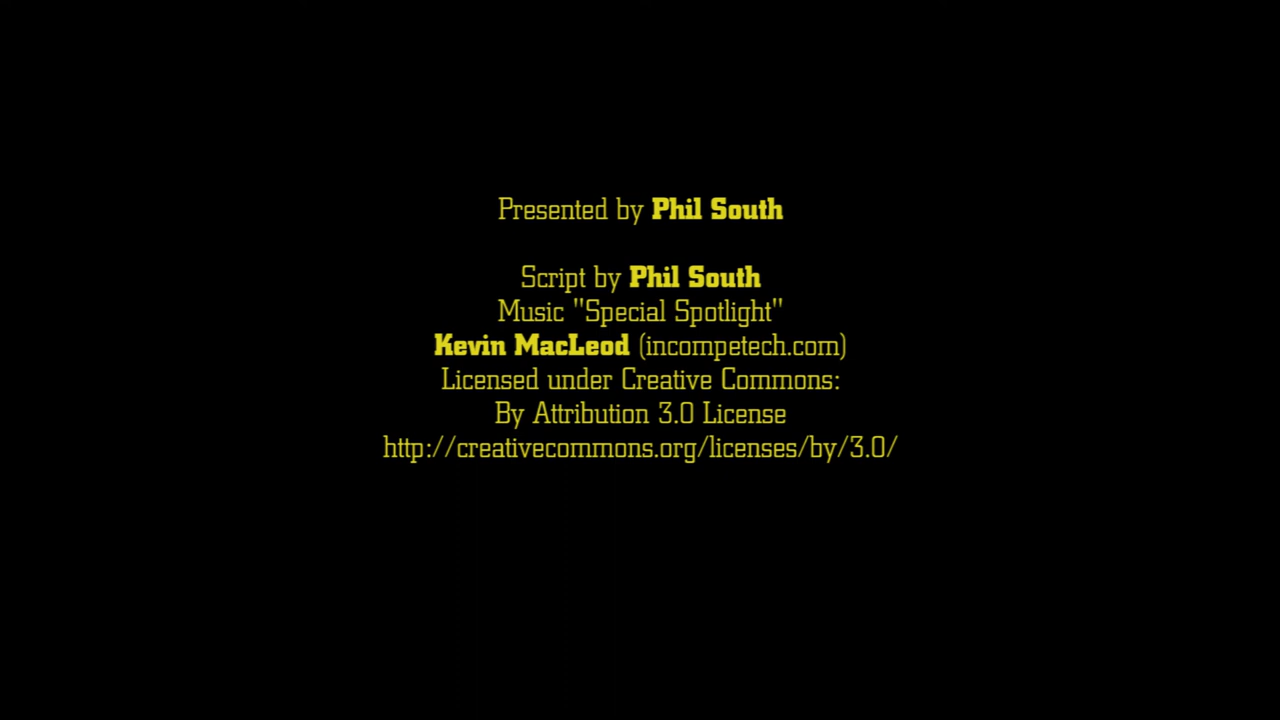 Presented by Phil South
Script by Phil South
Music "Special Spotlight"
Kevin MacLeod (incompetech.com)
Licensed under Creative Commons:
By Attribution 3.0 License
http://creativecommons.org/licenses/by/3.0/